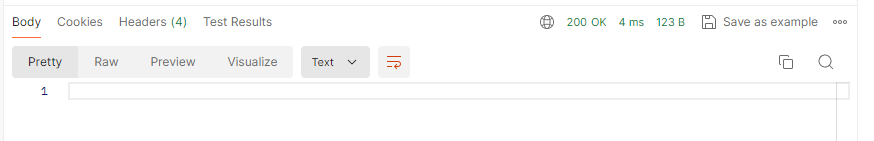 Body Cookies Headers (4) Test Results 200 OK 4 ms 123 B Save as example
Pretty Raw Preview Visualize Text
1